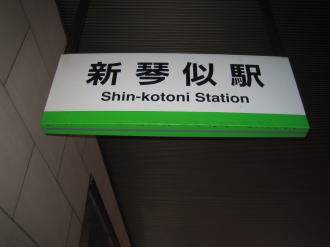 新琴似駅
Shin-kotoni Station